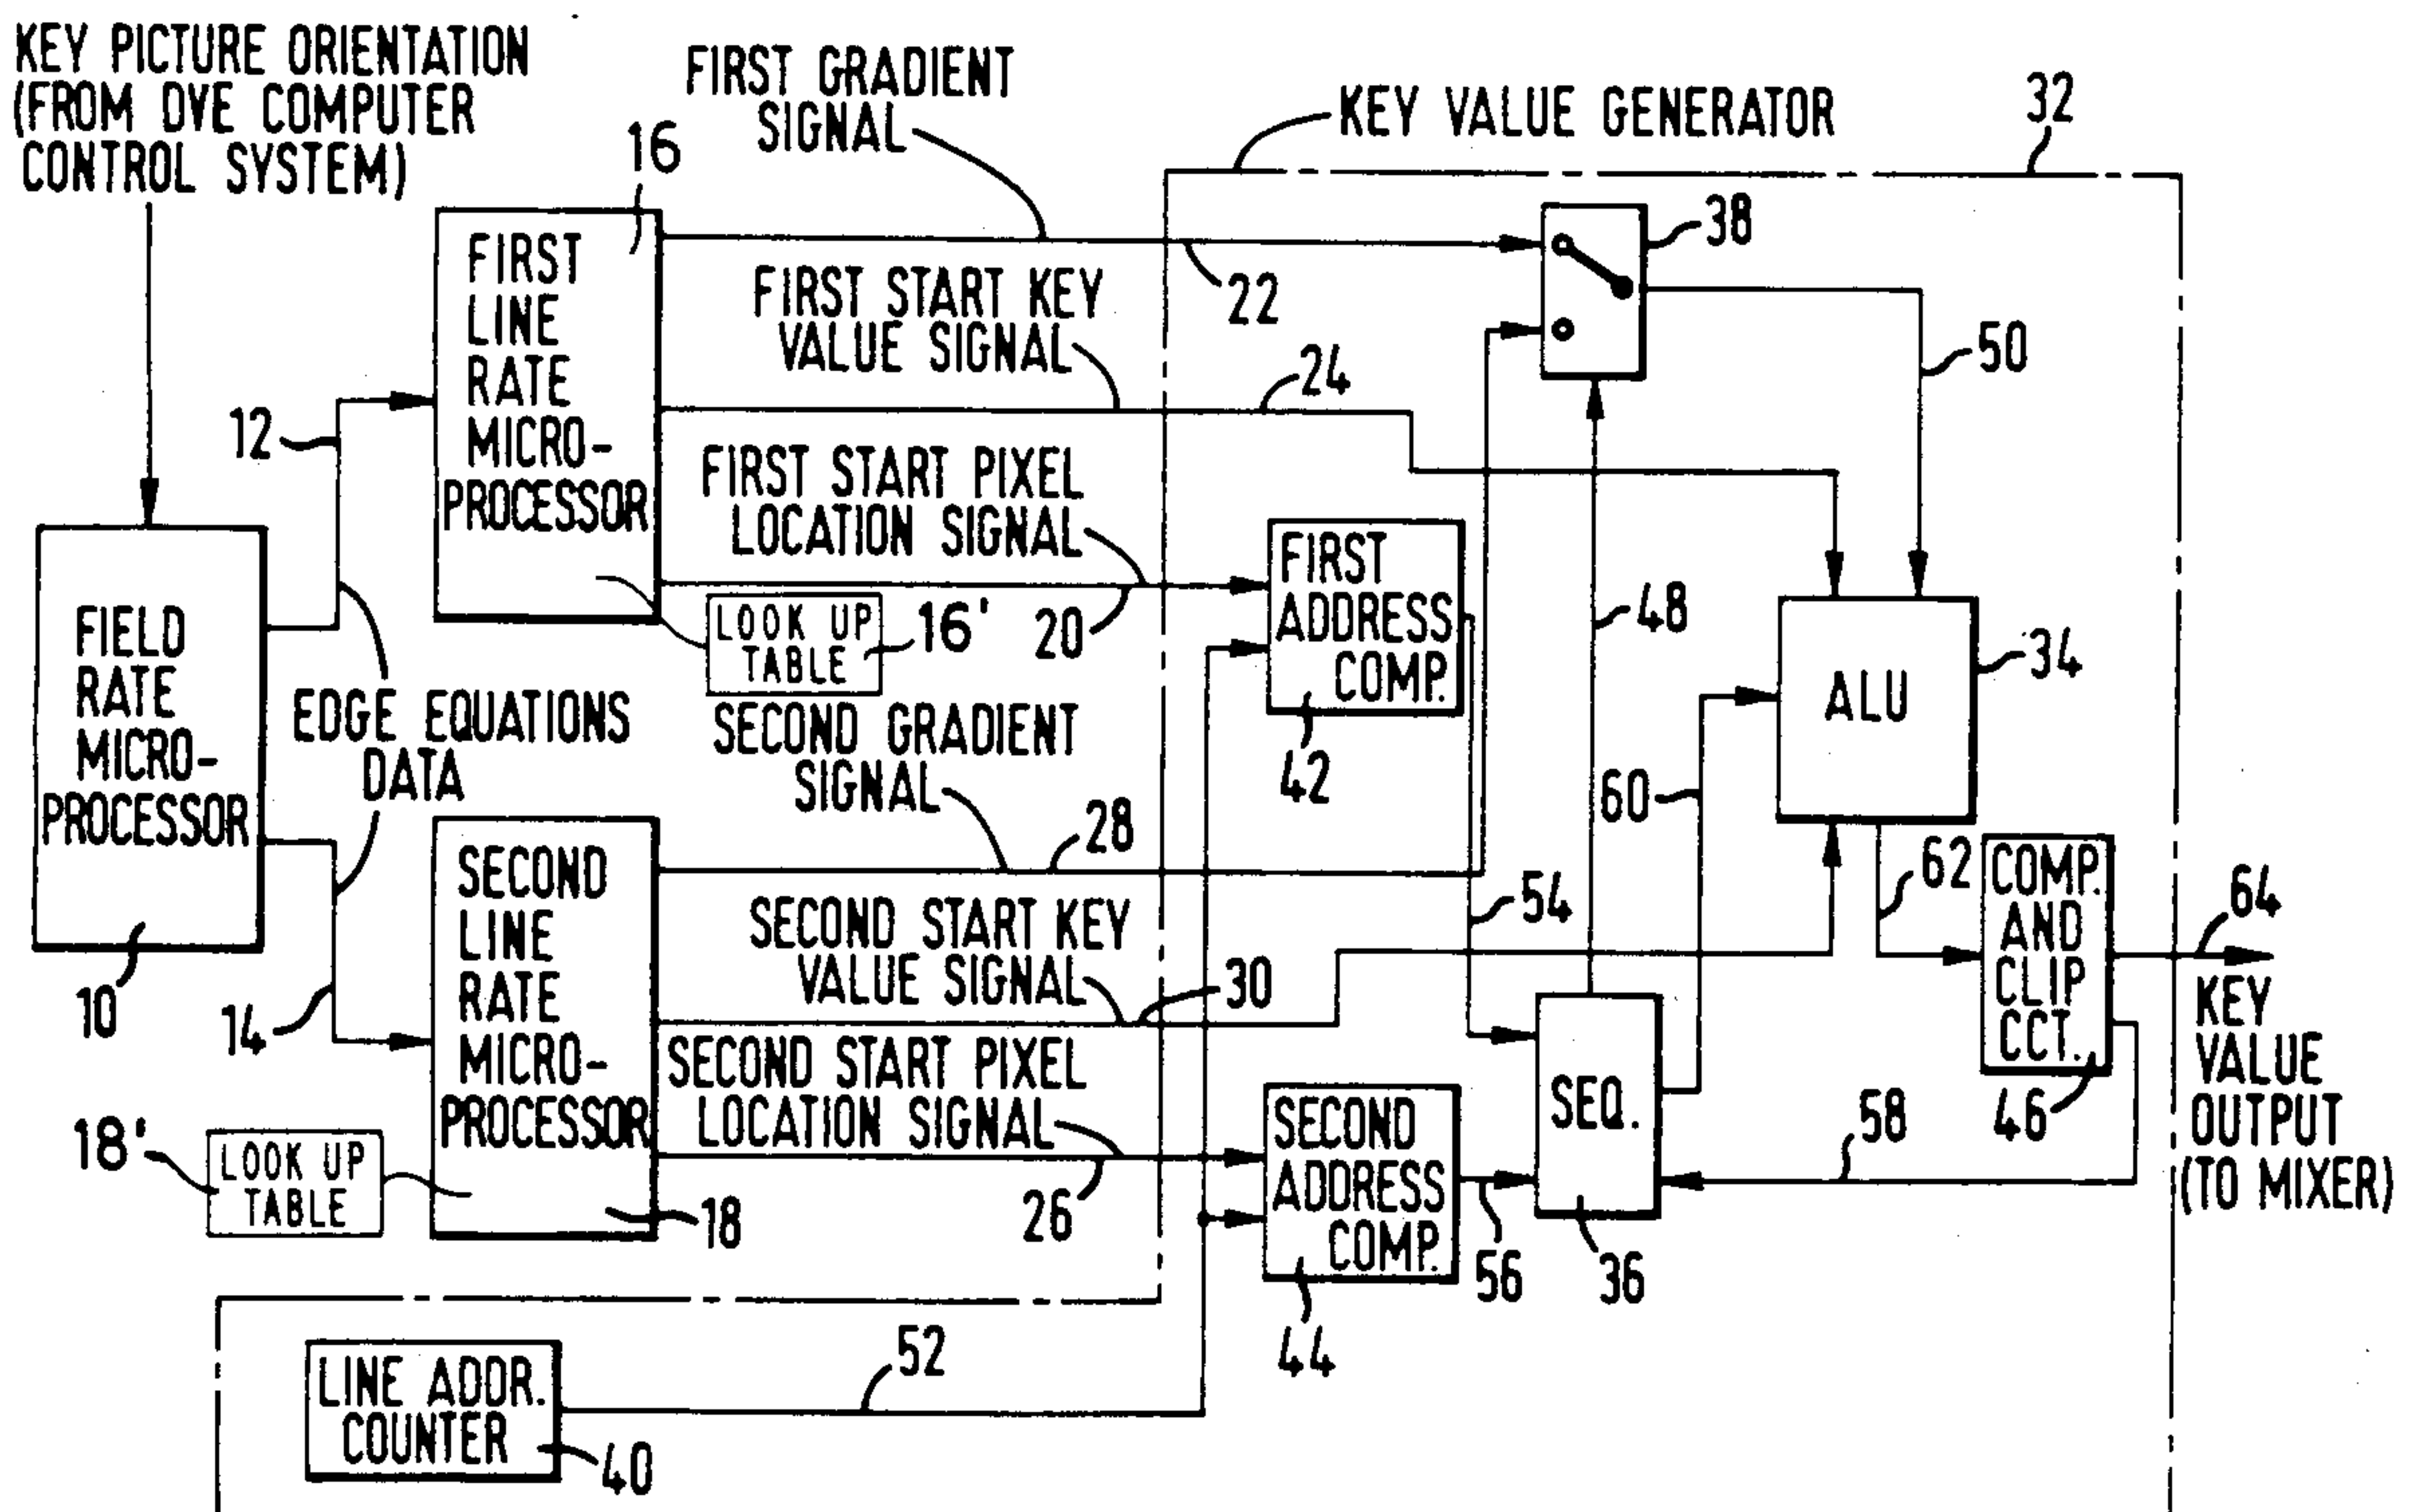 KEY PICTURE ORIENTATION
(FROM DVE COMPUTER
CONTROL SYSTEM)
FIRST GRADIENT
SIGNAL
KEY VALUE GENERATOR
32
16
FIRST
LINE
RATE
MICRO-
PROCESSOR
38
22
FIRST START KEY
VALUE SIGNAL
24
50
12
FIRST START PIXEL
LOCATION SIGNAL
20
LOOK UP
TABLE
16'
FIRST
ADDRESS
COMP.
42
48
ALU
34
FIELD
RATE
MICRO-
PROCESSOR
10
EDGE EQUATIONS
DATA
14
SECOND GRADIENT
SIGNAL
28
60
54
62
COMP.
AND
CLIP
CCT.
46
64
KEY
VALUE
OUTPUT
(TO MIXER)
SECOND
LINE
RATE
MICRO-
PROCESSOR
18
SECOND START KEY
VALUE SIGNAL
30
SECOND START PIXEL
LOCATION SIGNAL
26
18'
LOOK UP
TABLE
SECOND
ADDRESS
COMP.
44
56
SEQ.
36
58
LINE ADDR.
COUNTER
40
52